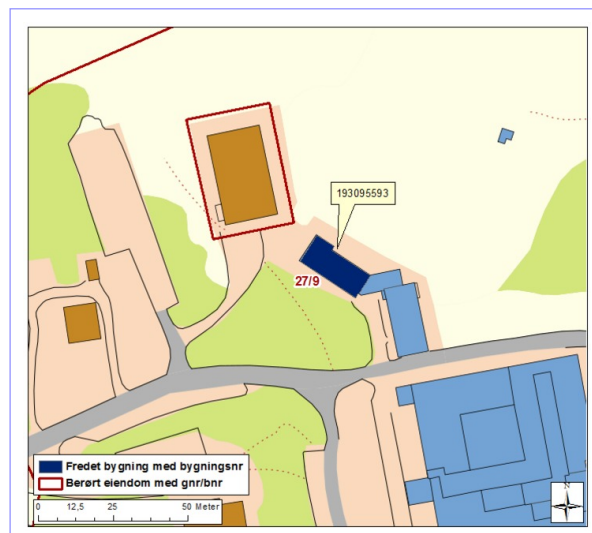 193095593
27/9
Fredet bygning med bygningsnr
Berørt eiendom med gnr/bnr
0 12,5 25 50 Meter
N